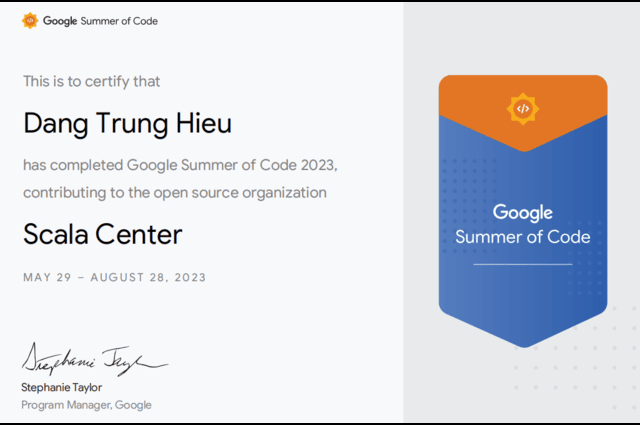 Google Summer of Code
This is to certify that
Dang Trung Hieu
has completed Google Summer of Code 2023,
contributing to the open source organization
Scala Center
MAY 29 – AUGUST 28, 2023
Stephanie Taylor
Stephanie Taylor
Program Manager, Google
</> 
Google
Summer of Code